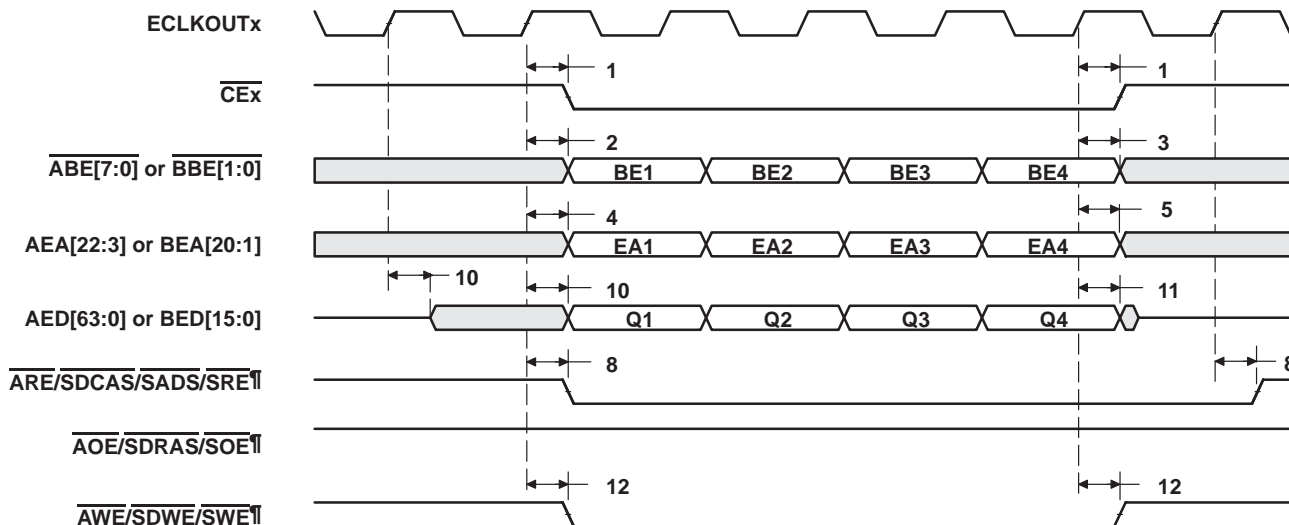 ECLKOUTx
1 1
CEx
2 3
ABE[7:0] or BBE[1:0] BE1 BE2 BE3 BE4
4 5
AEA[22:3] or BEA[20:1] EA1 EA2 EA3 EA4
10 10 11
AED[63:0] or BED[15:0] Q1 Q2 Q3 Q4
8 8
ARE/SDCAS/SADS/SRE¶
AOE/SDRAS/SOE¶
12 12
AWE/SDWE/SWE¶